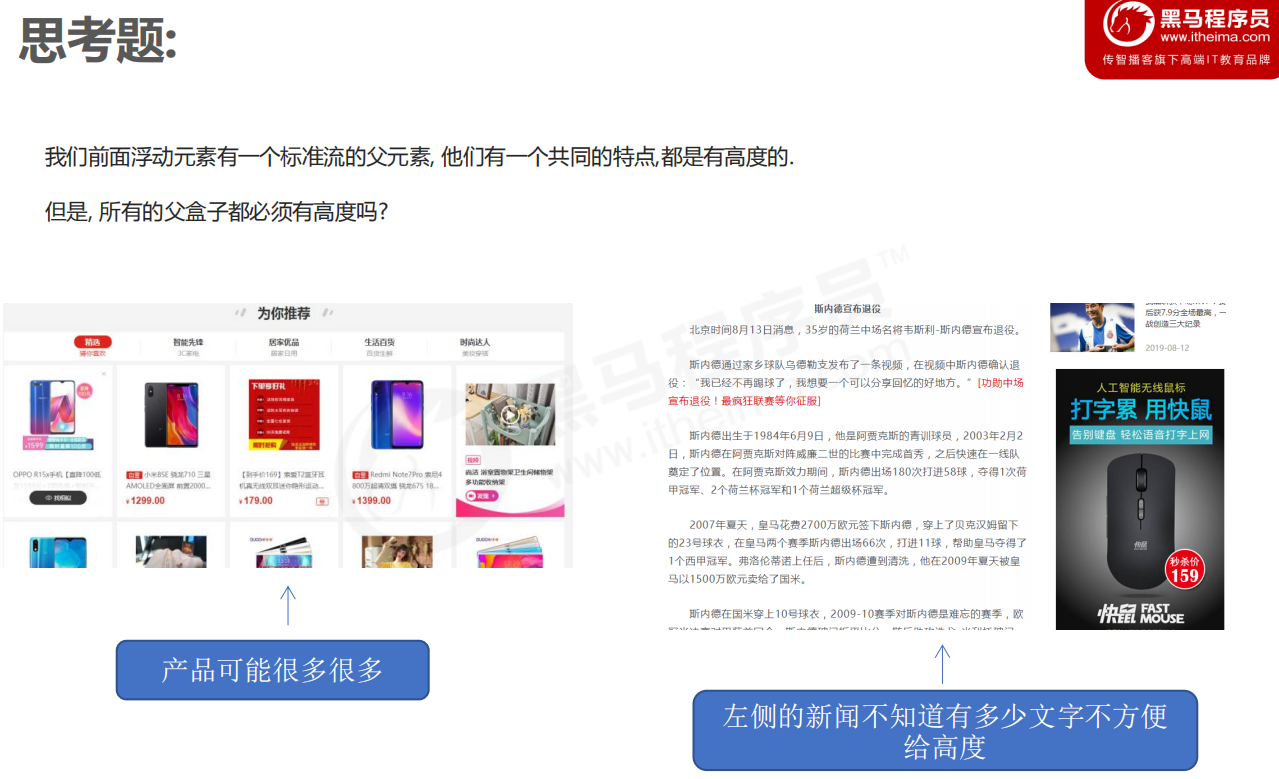 思考题:
黑马程序员
www.itheima.com
传智播客旗下高端IT教育品牌
我们前面浮动元素有一个标准流的父元素, 他们有一个共同的特点,都是有高度的.
但是, 所有的父盒子都必须有高度吗?
为你推荐
精选
智能先锋
居家优品
生活百货
时尚达人
猜你喜欢
3C家电
居家日用
百货生鲜
美妆穿搭
下单享好礼
限时抢购
¥1599
OPPO R15x手机【直降100低
找相似
自营 小米8SE 骁龙710 三星
AMOLED全面屏 前置2000...
¥1299.00
【到手价169】索爱T2蓝牙耳
机真无线双耳迷你隐形运动...
¥179.00
自营 Redmi Note7Pro 索尼4
800万超清双摄 骁龙675 18...
¥1399.00
视频
尚洁 浴室置物架卫生间储物架
多功能收纳架
发现
产品可能很多很多
斯内德宣布退役
北京时间8月13日消息，35岁的荷兰中场名将韦斯利-斯内德宣布退役。
斯内德通过家乡球队乌德勒支发布了一条视频，在视频中斯内德确认退
役：“我已经不再踢球了，我想要一个可以分享回忆的好地方。”[功勋中场
宣布退役！最疯狂联赛等你征服]
斯内德出生于1984年6月9日，他是阿贾克斯的青训球员，2003年2月2
日，斯内德在阿贾克斯对阵威廉二世的比赛中完成首秀，之后快速在一线队
奠定了位置。在阿贾克斯效力期间，斯内德出场180次打进58球，夺得1次荷
甲冠军、2个荷兰杯冠军和1个荷兰超级杯冠军。
2007年夏天，皇马花费2700万欧元签下斯内德，穿上了贝克汉姆留下
的23号球衣，在皇马两个赛季斯内德出场66次，打进11球，帮助皇马夺得了
1个西甲冠军。弗洛伦蒂诺上任后，斯内德遭到清洗，他在2009年夏天被皇
马以1500万欧元卖给了国米。
斯内德在国米穿上10号球衣，2009-10赛季对斯内德是难忘的赛季，欧
后获7.9分全场最高，一
战创造三大纪录
2019-08-12
人工智能无线鼠标
打字累 用快鼠
告别键盘 轻松语音打字上网
快鼠
秒杀价
159
快鼠 FAST
MOUSE
左侧的新闻不知道有多少文字不方便
给高度
黑马程序员™
www.itheima.com